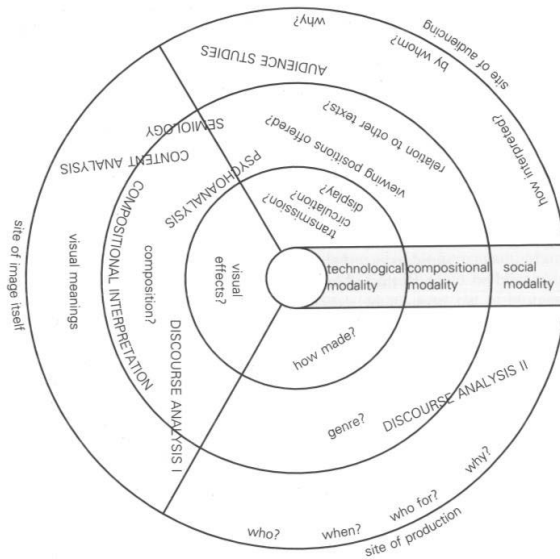 site of audiencing
how interpreted?
by whom?
why?
AUDIENCE STUDIES
relation to other texts?
viewing positions offered?
transmission?
circulation?
display?
SEMIOLOGY
CONTENT ANALYSIS
PSYCHOANALYSIS
COMPOSITIONAL INTERPRETATION
site of image itself
visual meanings
composition?
visual
effects?
DISCOURSE ANALYSIS I
technological
modality
compositional
modality
social
modality
how made?
genre?
DISCOURSE ANALYSIS II
who?
when?
who for?
why?
site of production